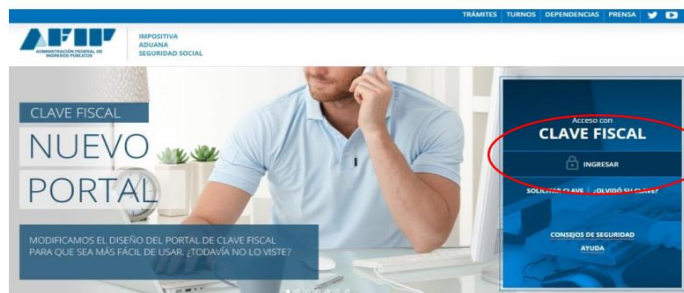 TRÁMITES TURNOS DEPENDENCIAS PRENSA
AFIP
ADMINISTRACIÓN FEDERAL DE
INGRESOS PÚBLICOS
IMPOSITIVA
ADUANA
SEGURIDAD SOCIAL
CLAVE FISCAL
NUEVO
PORTAL
MODIFICAMOS EL DISEÑO DEL PORTAL DE CLAVE FISCAL
PARA QUE SEA MÁS FÁCIL DE USAR. ¿TODAVÍA NO LO VISTE?
Acceso con
CLAVE FISCAL
INGRESAR
SOLICITAR CLAVE | ¿OLVIDÓ SU CLAVE?
CONSEJOS DE SEGURIDAD
AYUDA